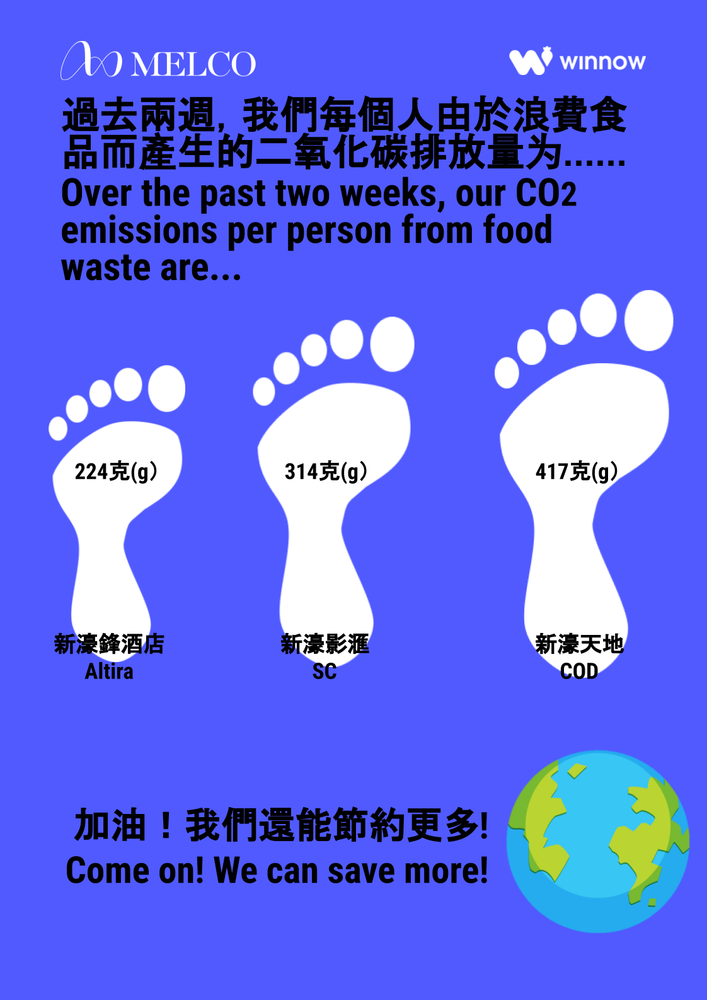 MELCO
winnow
過去兩週，我們每個人由於浪費食
品而產生的二氧化碳排放量为......
Over the past two weeks, our CO2
emissions per person from food
waste are...
224克(g）
314克(g）
417克(g）
新濠鋒酒店
Altira
新濠影滙
SC
新濠天地
COD
加油！我們還能節約更多!
Come on! We can save more!